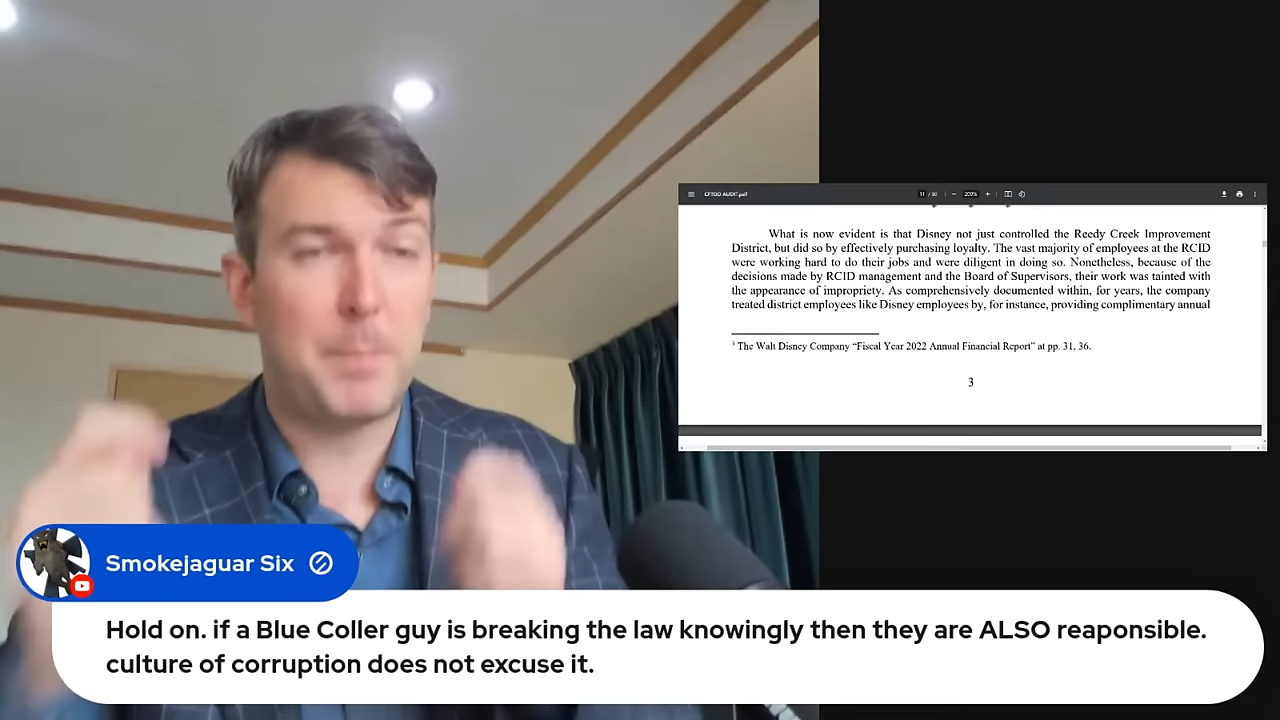 CFTOD AUDIT.pdf
11 / 80
200%
What is now evident is that Disney not just controlled the Reedy Creek Improvement
District, but did so by effectively purchasing loyalty. The vast majority of employees at the RCID
were working hard to do their jobs and were diligent in doing so. Nonetheless, because of the
decisions made by RCID management and the Board of Supervisors, their work was tainted with
the appearance of impropriety. As comprehensively documented within, for years, the company
treated district employees like Disney employees by, for instance, providing complimentary annual
3 The Walt Disney Company “Fiscal Year 2022 Annual Financial Report” at pp. 31, 36.
3
Smokejaguar Six
Hold on. if a Blue Coller guy is breaking the law knowingly then they are ALSO reaponsible.
culture of corruption does not excuse it.